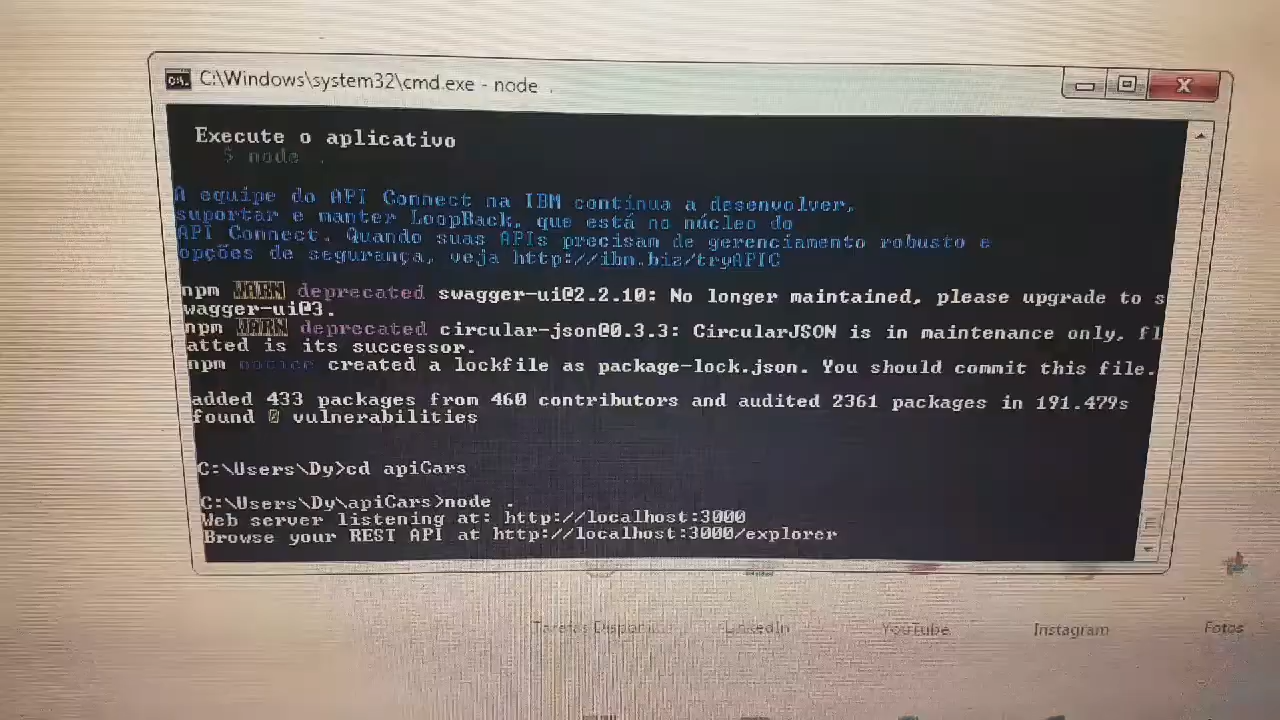 C:\Windows\system32\cmd.exe - node .
Execute o aplicativo
$ node .
A equipe do API Connect na IBM continua a desenvolver,
suportar e manter LoopBack, que está no núcleo do
API Connect. Quando suas APIs precisam de gerenciamento robusto e
opções de segurança, veja http://ibm.biz/tryAPIC
npm WARN deprecated swagger-ui@2.2.10: No longer maintained, please upgrade to s
wagger-ui@3.
npm WARN deprecated circular-json@0.3.3: CircularJSON is in maintenance only, fl
atted is its successor.
npm notice created a lockfile as package-lock.json. You should commit this file.
added 433 packages from 460 contributors and audited 2361 packages in 191.479s
found 0 vulnerabilities
C:\Users\Dy>cd apiCars
C:\Users\Dy\apiCars>node .
Web server listening at: http://localhost:3000
Browse your REST API at http://localhost:3000/explorer
Tarefas LinkedIn YouTube Instagram Fotos